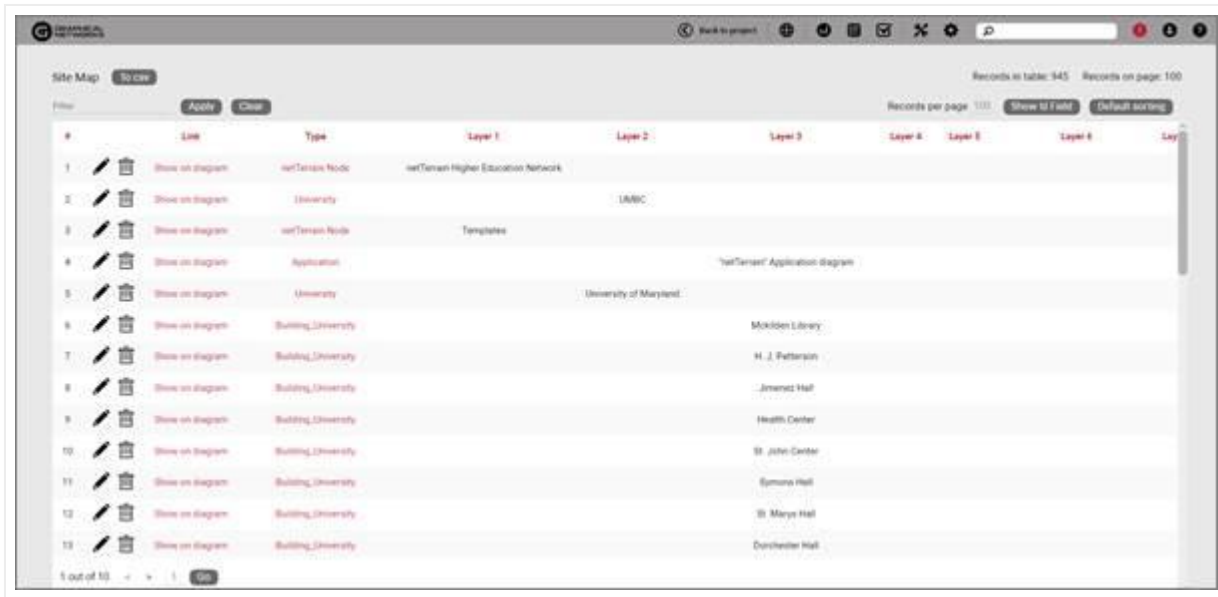 GRAPHICAL NETWORKS
Back to project
Site Map To csv Records in table: 945 Records on page: 100
Filter Apply Clear Records per page 100 Show Id Field Default sorting
# Link Type Layer 1 Layer 2 Layer 3 Layer 4 Layer 5 Layer 6 Lay
1 Show on diagram netTerrain Node netTerrain Higher Education Network
2 Show on diagram University UMBC
3 Show on diagram netTerrain Node Templates
4 Show on diagram Application "netTerrain" Application diagram
5 Show on diagram University University of Maryland
6 Show on diagram Building_University Mckilden Library
7 Show on diagram Building_University H. J. Patterson
8 Show on diagram Building_University Jimenez Hall
9 Show on diagram Building_University Health Center
10 Show on diagram Building_University St. John Center
11 Show on diagram Building_University Symons Hall
12 Show on diagram Building_University St. Marys Hall
13 Show on diagram Building_University Dorchester Hall
1 out of 10 < > 1 Go